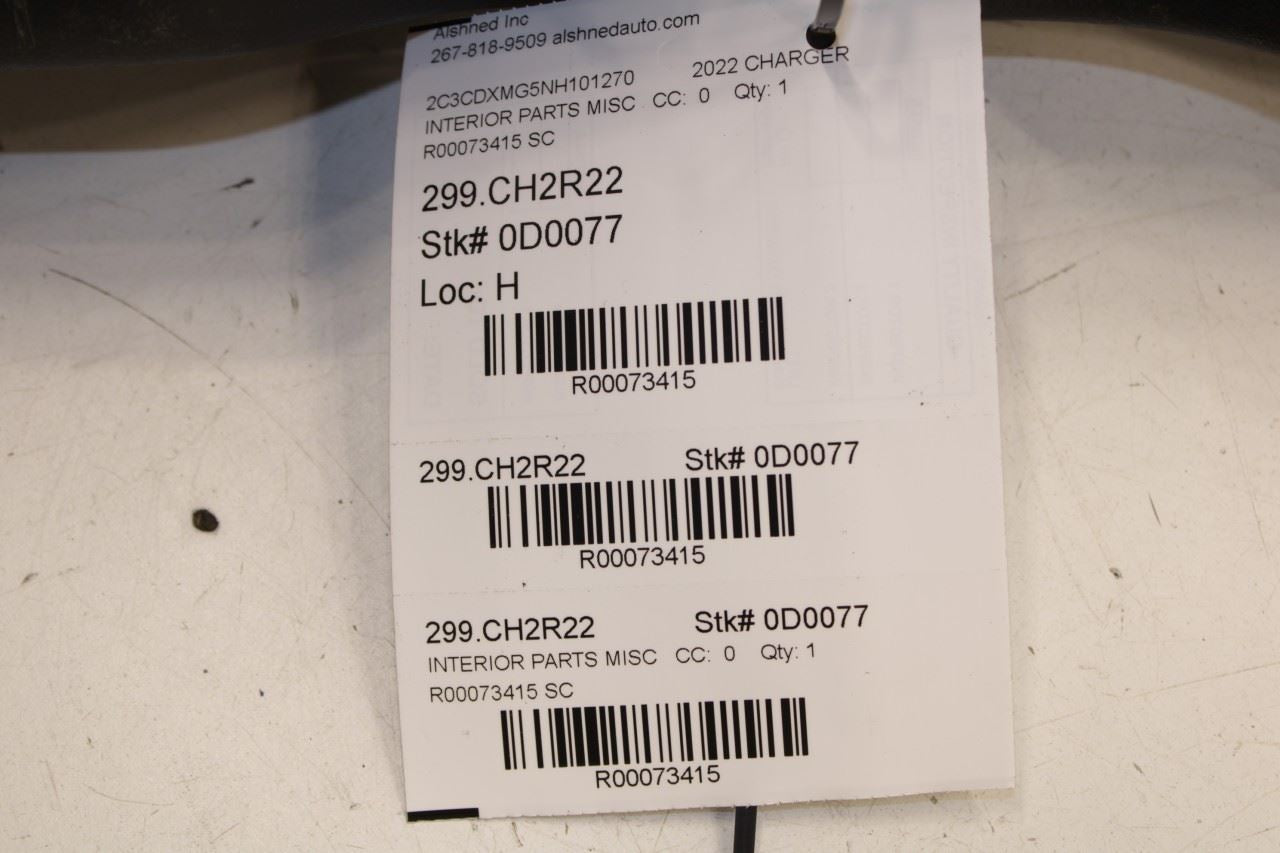 Alshned Inc
267-818-9509 alshnedauto.com
2C3CDXMG5NH101270 2022 CHARGER
INTERIOR PARTS MISC CC: 0 Qty: 1
R00073415 SC
299.CH2R22
Stk# 0D0077
Loc: H
R00073415
299.CH2R22 Stk# 0D0077
R00073415
299.CH2R22 Stk# 0D0077
INTERIOR PARTS MISC CC: 0 Qty: 1
R00073415 SC
R00073415